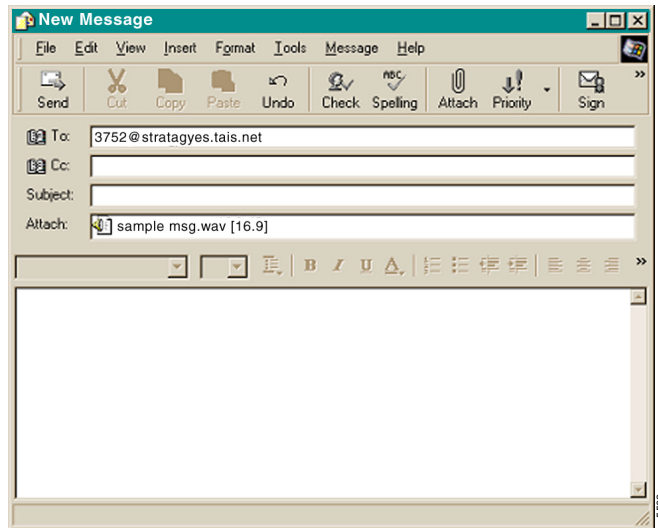 New Message
File Edit View Insert Format Tools Message Help
ABC
Send Cut Copy Paste Undo Check Spelling Attach Priority Sign
To: 3752@stratagyes.tais.net
Cc:
Subject:
Attach: sample msg.wav [16.9]
B I U A